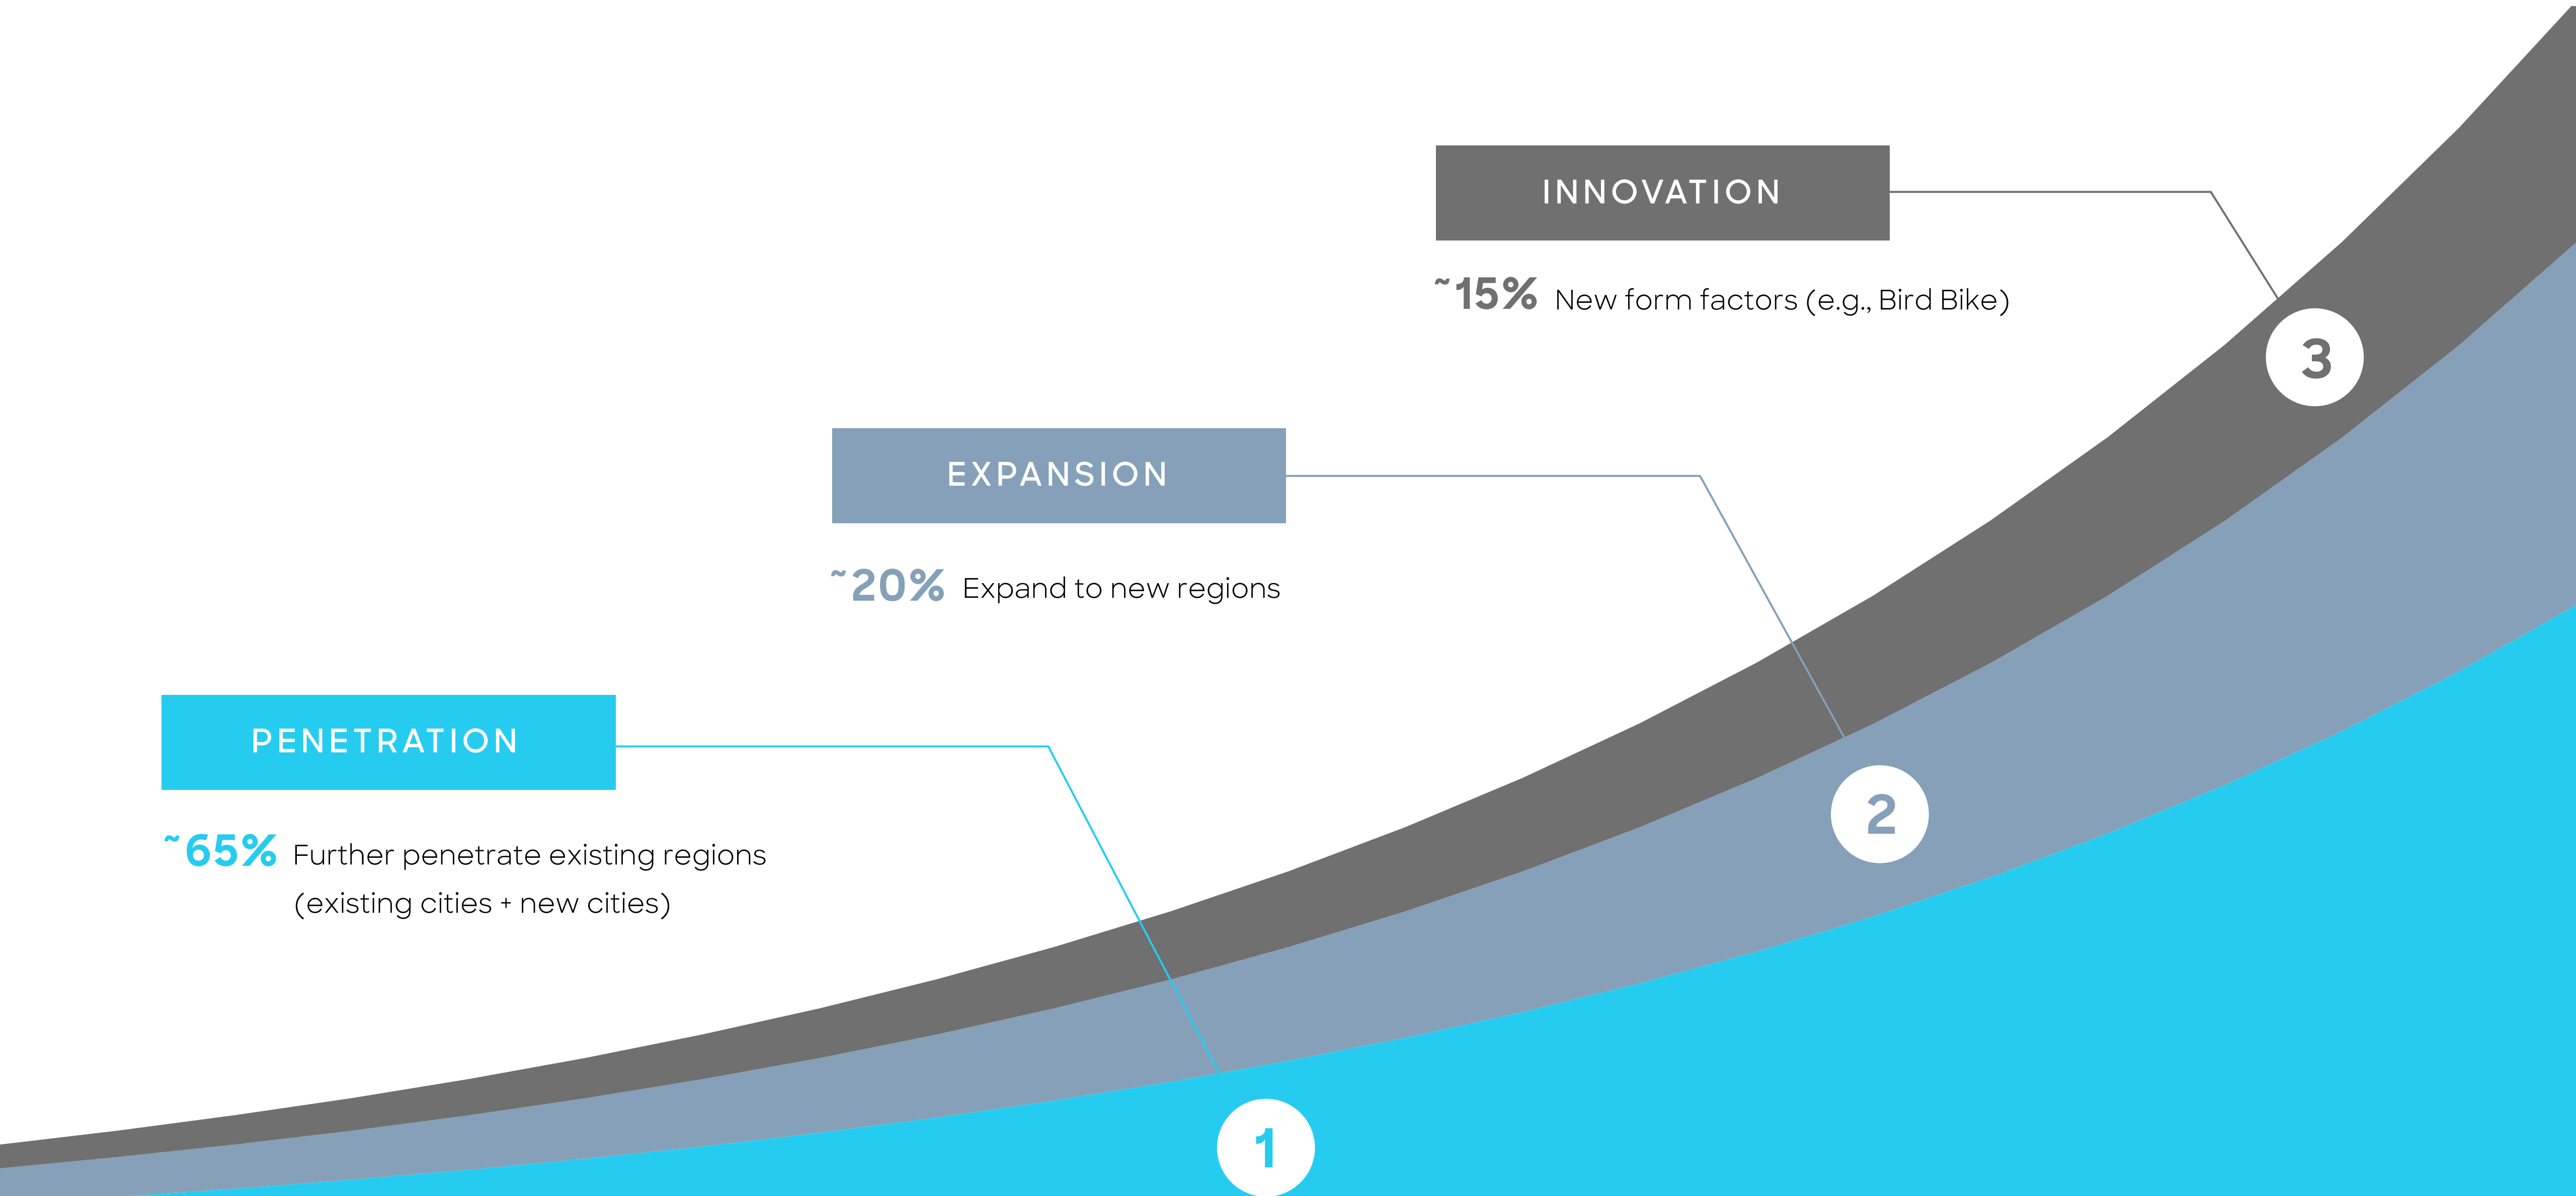 INNOVATION
~15% New form factors (e.g., Bird Bike)
3
EXPANSION
~20% Expand to new regions
2
PENETRATION
~65% Further penetrate existing regions
(existing cities + new cities)
1